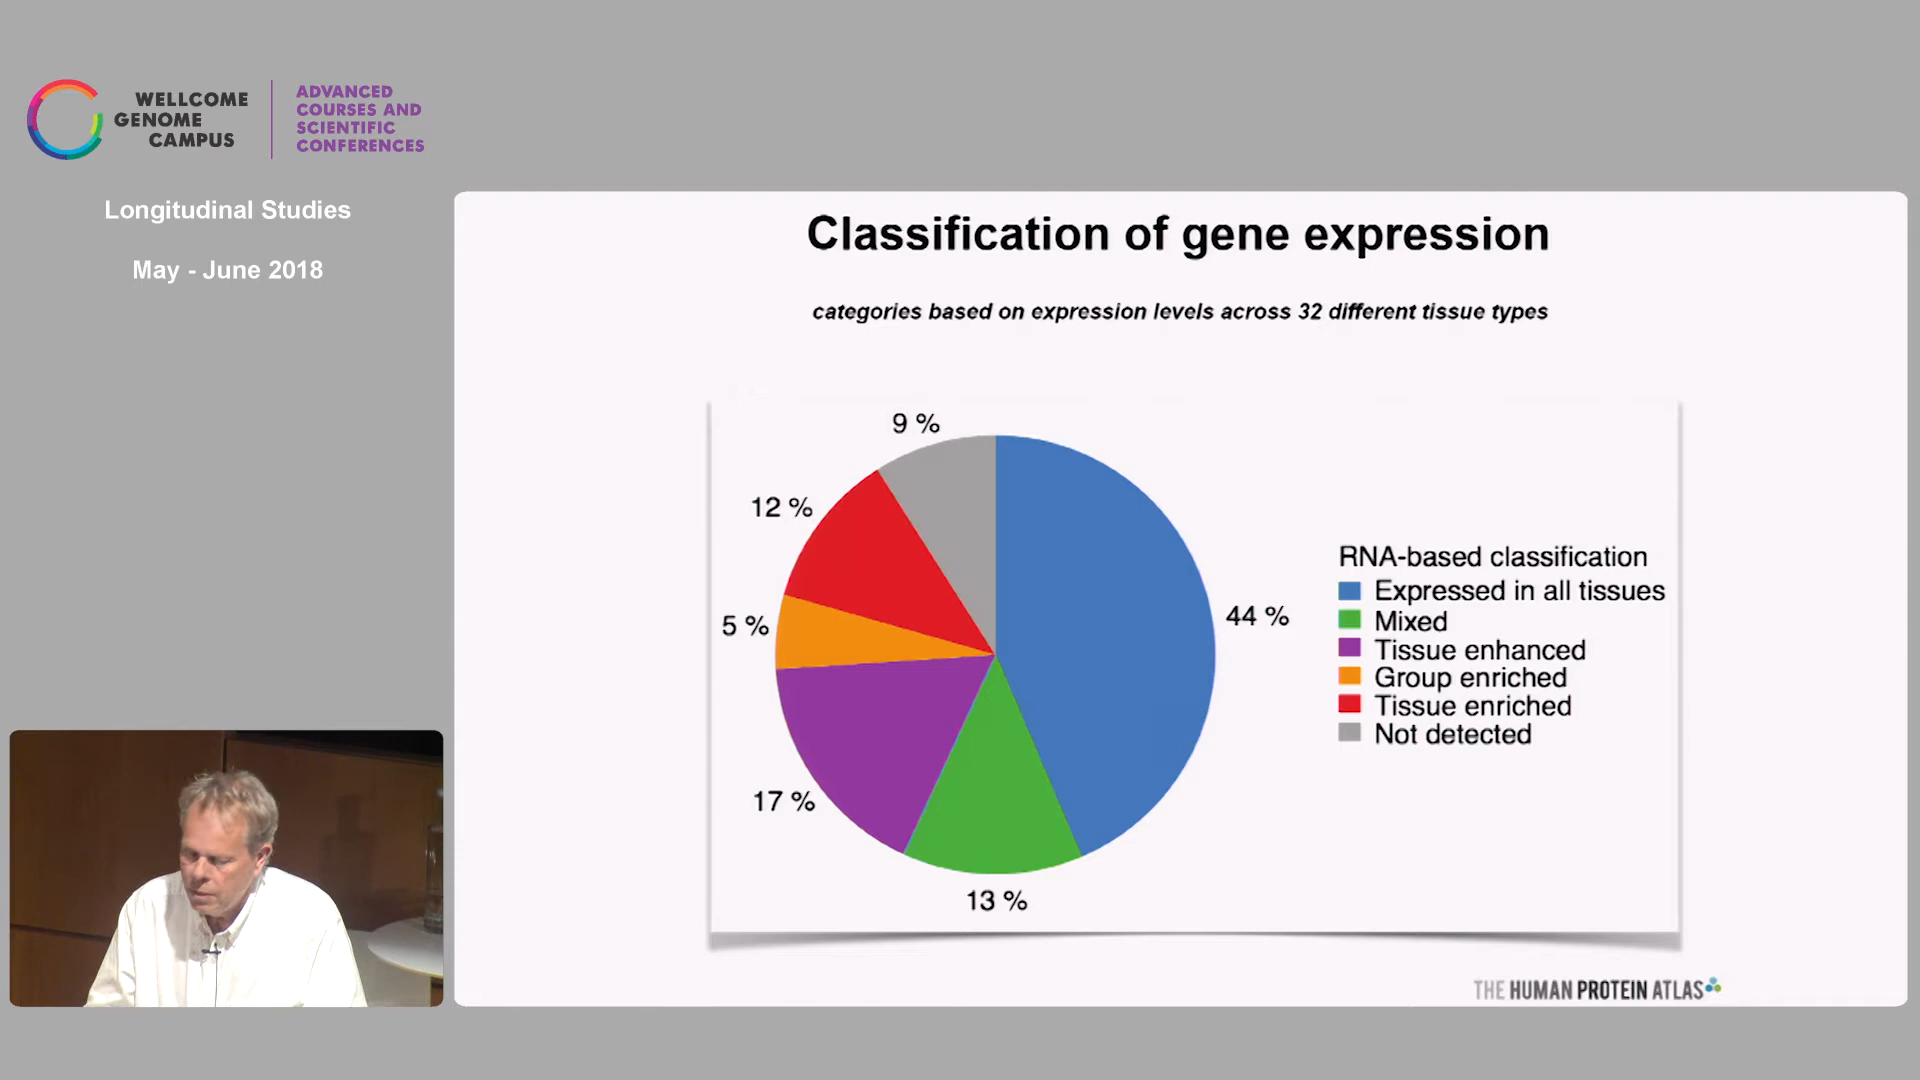 WELLCOME
GENOME
CAMPUS
ADVANCED
COURSES AND
SCIENTIFIC
CONFERENCES
Longitudinal Studies
May - June 2018
Classification of gene expression
categories based on expression levels across 32 different tissue types
9 %
12 %
5 %
17 %
13 %
44 %
RNA-based classification
Expressed in all tissues
Mixed
Tissue enhanced
Group enriched
Tissue enriched
Not detected
THE HUMAN PROTEIN ATLAS